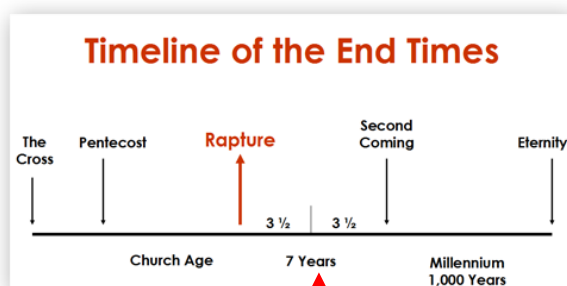 Timeline of the End Times
The
Cross
Pentecost
Rapture
Second
Coming
Eternity
3 ½
3 ½
Church Age
7 Years
Millennium
1,000 Years